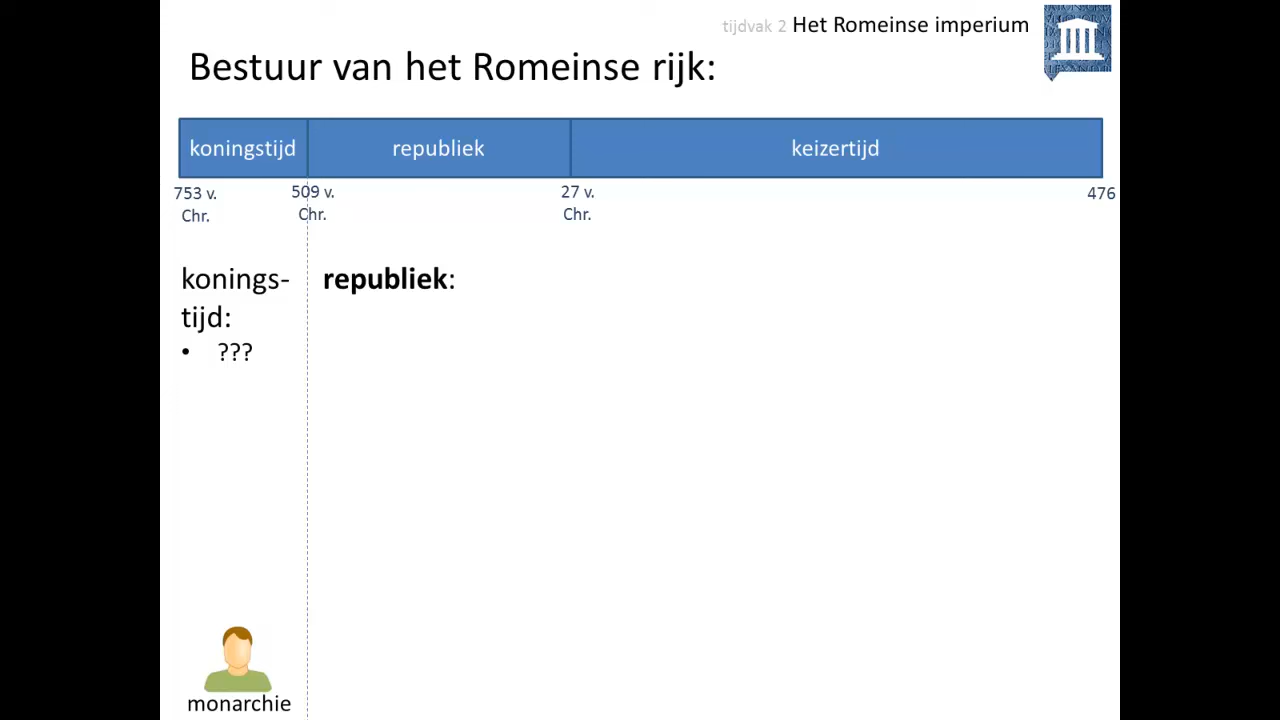 tijdvak 2 Het Romeinse imperium
Bestuur van het Romeinse rijk:
koningstijd republiek keizertijd
753 v. Chr.
509 v. Chr.
27 v. Chr.
476
konings-
tijd:
• ???
republiek:
monarchie